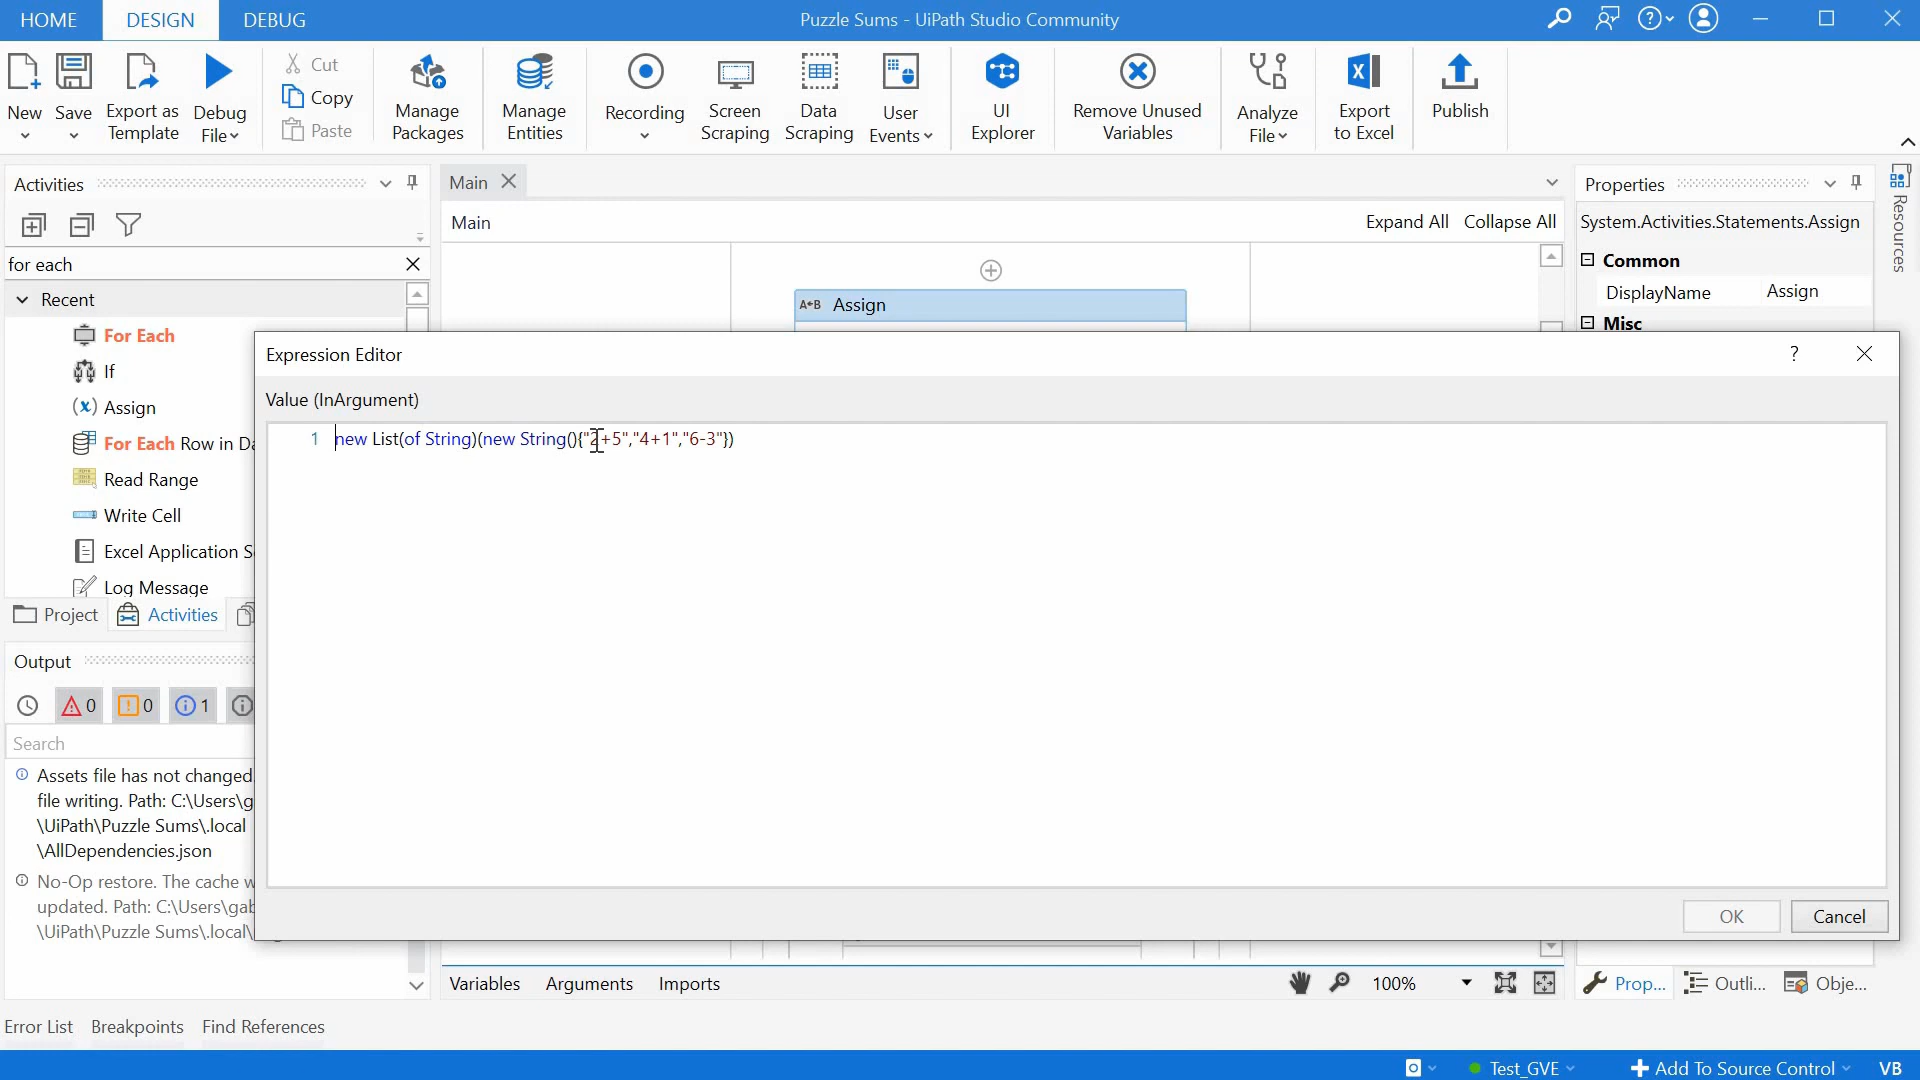 HOME DESIGN DEBUG
Puzzle Sums - UiPath Studio Community
New
Save
Export as
Template
Debug
File
Cut
Copy
Paste
Manage
Packages
Manage
Entities
Recording
Screen
Scraping
Data
Scraping
User
Events
UI
Explorer
Remove Unused
Variables
Analyze
File
Export
to Excel
Publish
Activities
for each
Recent
For Each
If
Assign
For Each Row in Da
Read Range
Write Cell
Excel Application S
Log Message
Project Activities
Main
Main Expand All Collapse All
A B Assign
Properties
System.Activities.Statements.Assign
Common
DisplayName Assign
Misc
Resources
Expression Editor
?
Value (InArgument)
1 new List(of String)(new String(){"2+5","4+1","6-3"})
OK Cancel
Output
0 0 1
Search
Assets file has not changed.
file writing. Path: C:\Users\g
\UiPath\Puzzle Sums\.local
\AllDependencies.json
No-Op restore. The cache w
updated. Path: C:\Users\gab
\UiPath\Puzzle Sums\.local\
Variables Arguments Imports 100%
Prop... Outli... Obje...
Error List Breakpoints Find References
Test_GVE Add To Source Control VB